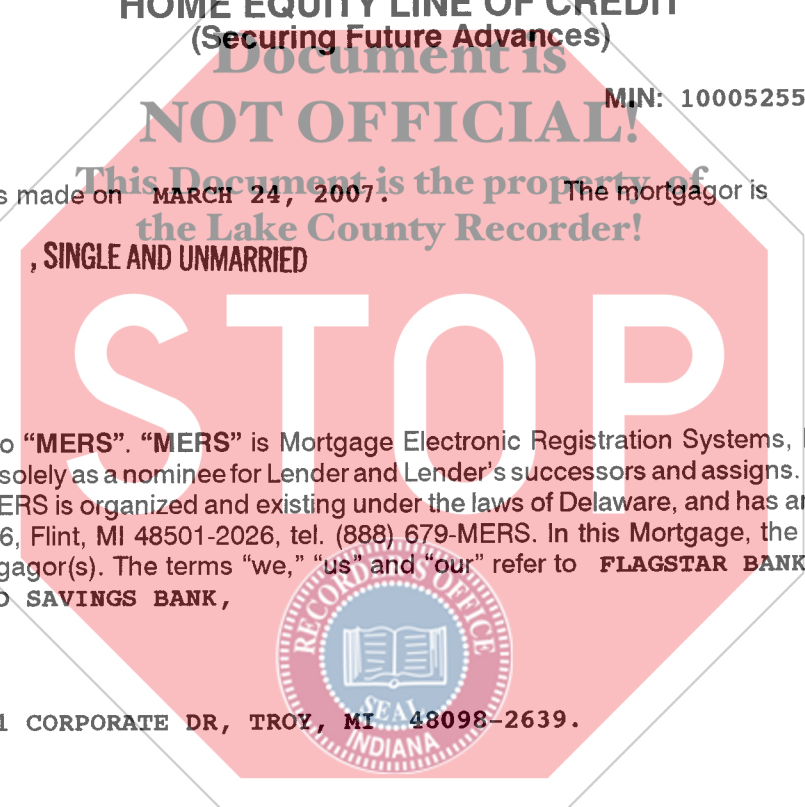 HOME EQUITY LINE OF CREDIT
(Securing Future Advances)
Document is
MIN: 10005255
NOT OFFICIAL!
This Document is the property of
s made on MARCH 24, 2007. The mortgagor is
the Lake County Recorder!
, SINGLE AND UNMARRIED
STOP
o “MERS”. “MERS” is Mortgage Electronic Registration Systems,
solely as a nominee for Lender and Lender’s successors and assigns.
ERS is organized and existing under the laws of Delaware, and has an
6, Flint, MI 48501-2026, tel. (888) 679-MERS. In this Mortgage, the
gagor(s). The terms “we,” “us” and “our” refer to FLAGSTAR BANK
SAVINGS BANK,
RECORDER'S OFFICE
SEAL
INDIANA
1 CORPORATE DR, TROY, MI 48098-2639.